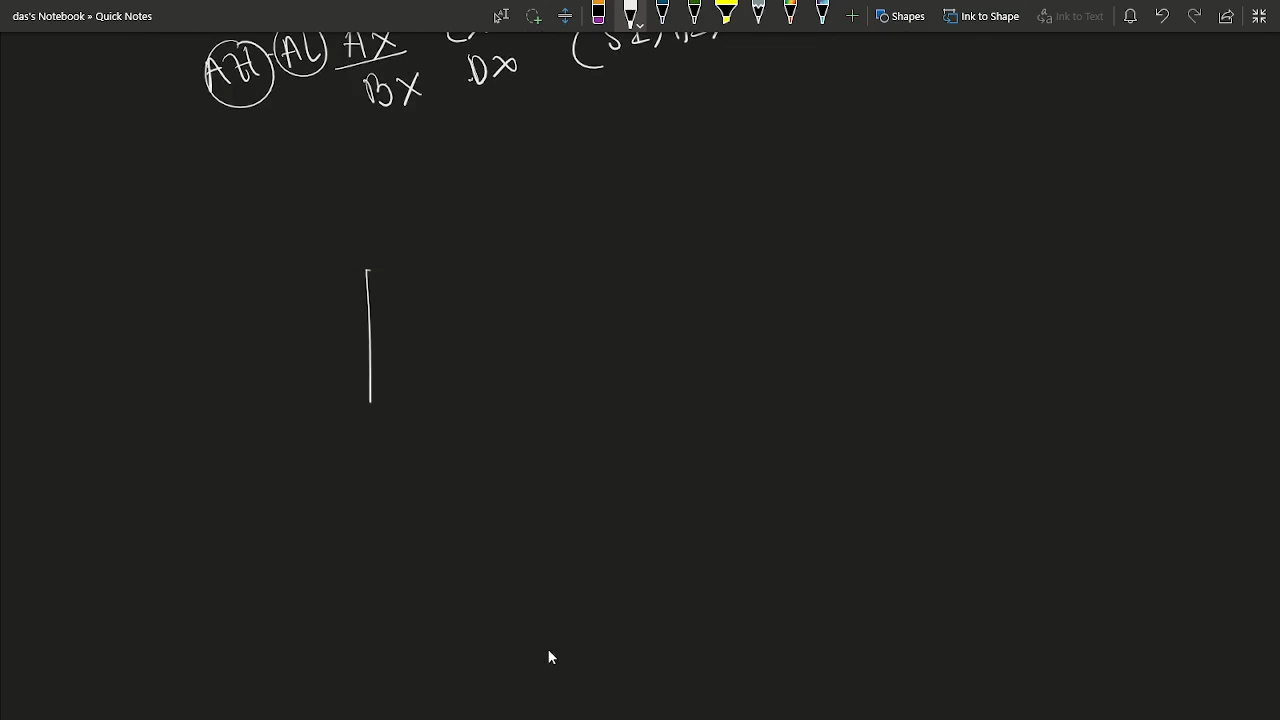 das's Notebook » Quick Notes
Shapes Ink to Shape Ink to Text
AH AL AX
BX DX